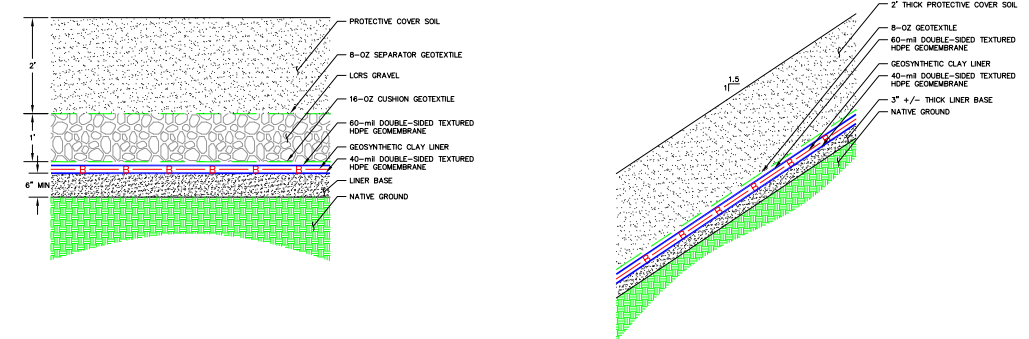 PROTECTIVE COVER SOIL
8-OZ SEPARATOR GEOTEXTILE
LCRS GRAVEL
16-OZ CUSHION GEOTEXTILE
60-mil DOUBLE-SIDED TEXTURED
HDPE GEOMEMBRANE
GEOSYNTHETIC CLAY LINER
40-mil DOUBLE-SIDED TEXTURED
HDPE GEOMEMBRANE
LINER BASE
NATIVE GROUND
2'
1'
6" MIN
B B B B B B
2' THICK PROTECTIVE COVER SOIL
8-OZ GEOTEXTILE
60-mil DOUBLE-SIDED TEXTURED
HDPE GEOMEMBRANE
GEOSYNTHETIC CLAY LINER
40-mil DOUBLE-SIDED TEXTURED
HDPE GEOMEMBRANE
3" +/- THICK LINER BASE
NATIVE GROUND
1.5
1
B B B B B